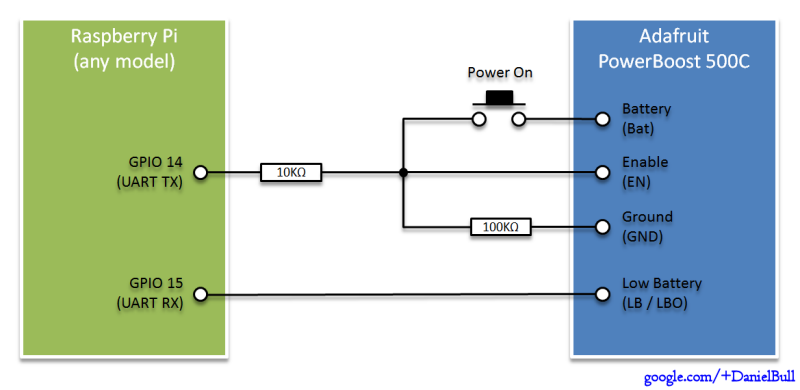 Raspberry Pi
(any model)
Adafruit
PowerBoost 500C
Power On
Battery
(Bat)
GPIO 14
(UART TX)
10KΩ
Enable
(EN)
100KΩ
Ground
(GND)
GPIO 15
(UART RX)
Low Battery
(LB / LBO)
google.com/+DanielBull